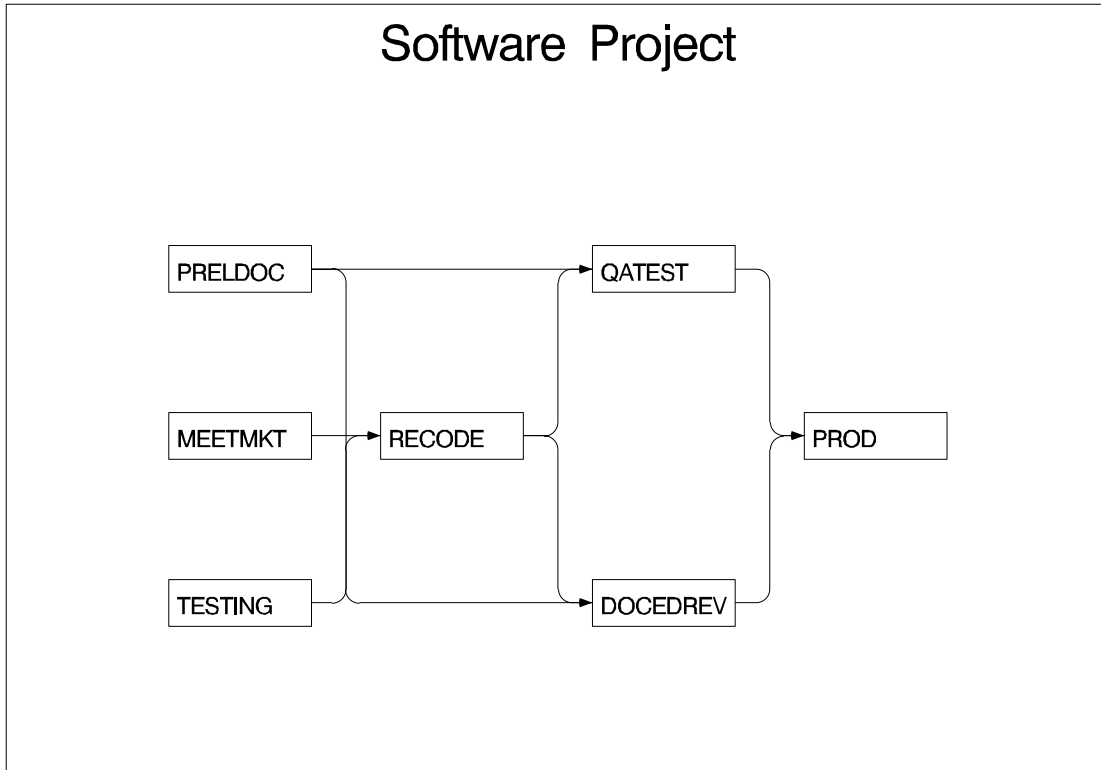 Software Project
PRELDOC
QATEST
MEETMKT
RECODE
PROD
TESTING
DOCEDREV